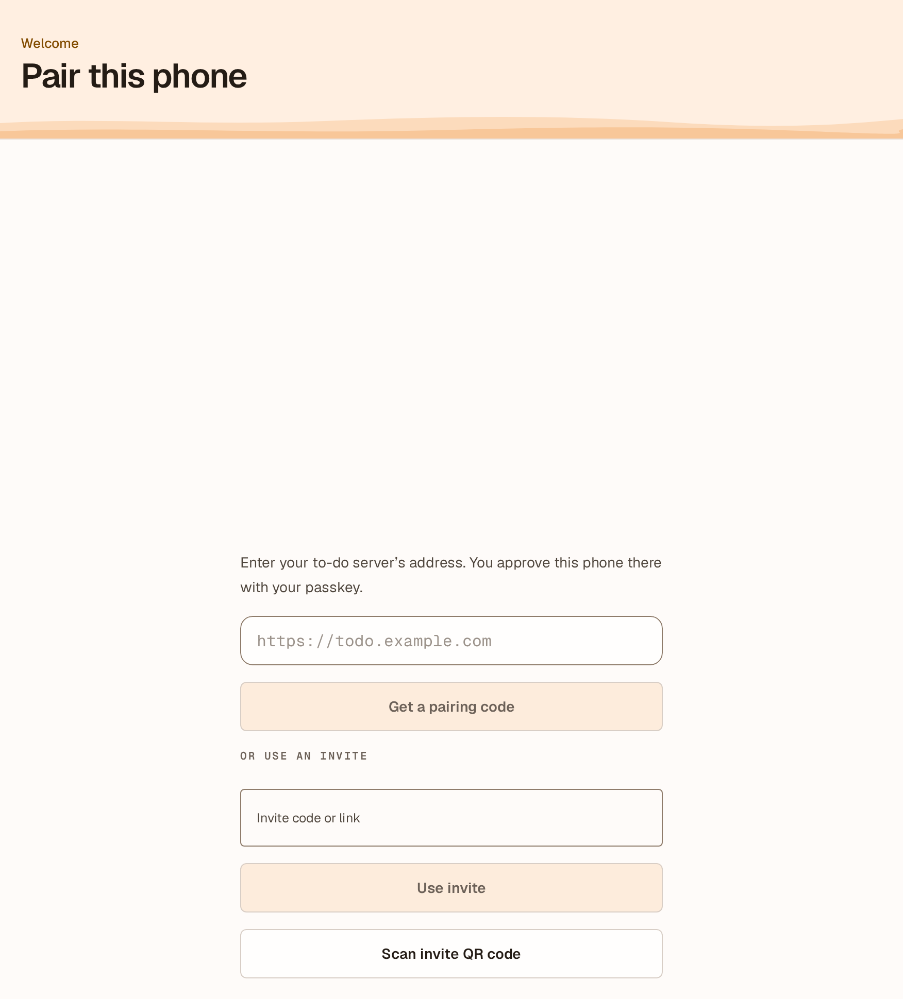 Welcome
Pair this phone
Enter your to-do server’s address. You approve this phone there
with your passkey.
https://todo.example.com
Get a pairing code
OR USE AN INVITE
Invite code or link
Use invite
Scan invite QR code